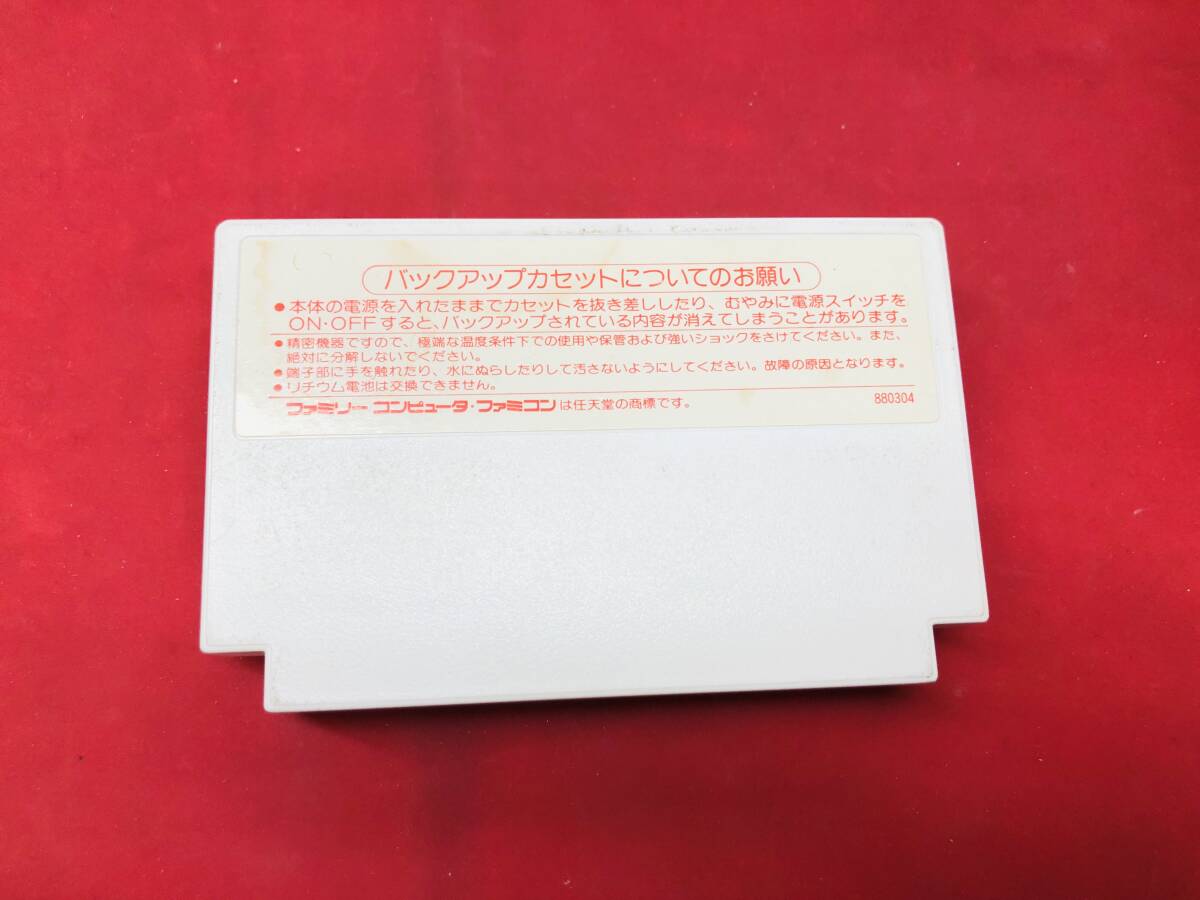 バックアップカセットについてのお願い
●本体の電源を入れたままでカセットを抜き差ししたり、むやみに電源スイッチを
ON・OFFすると、バックアップされている内容が消えてしまうことがあります。
●精密機器ですので、極端な温度条件下での使用や保管および強いショックをさけてください。また、
絶対に分解しないでください。
●端子部に手を触れたり、水にぬらしたりして汚さないようにしてください。故障の原因となります。
●リチウム電池は交換できません。
ファミリー コンピュータ・ファミコンは任天堂の商標です。 880304